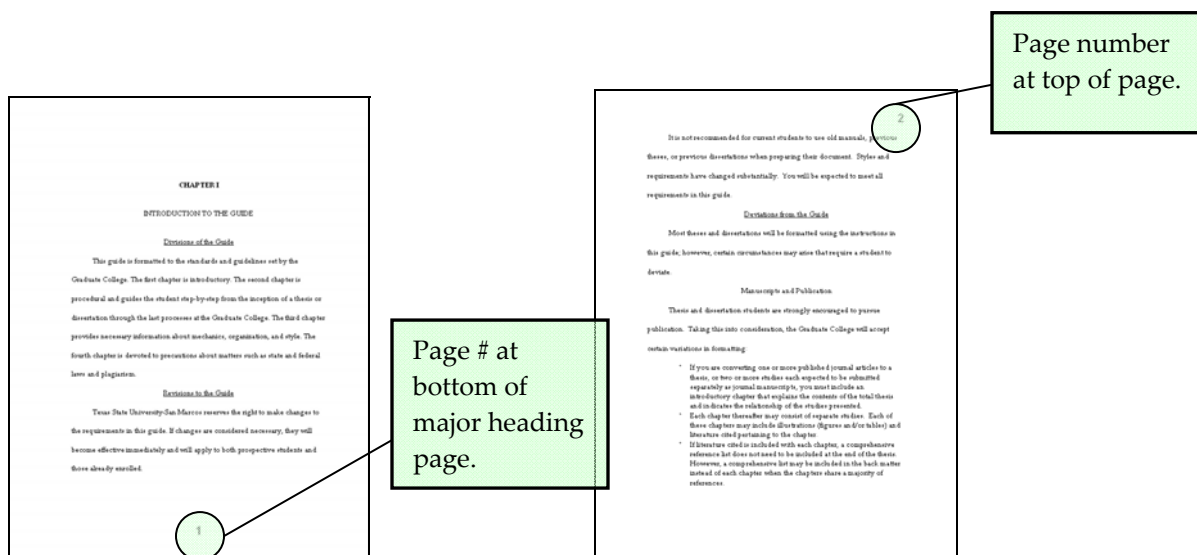 CHAPTER I
INTRODUCTION TO THE GUIDE
Divisions of the Guide
This guide is formatted to the standards and guidelines set by the
Graduate College. The first chapter is introductory. The second chapter is
procedural and guides the student step-by-step from the inception of a thesis or
dissertation through the last processes at the Graduate College. The third chapter
provides necessary information about mechanics, organization, and style. The
fourth chapter is devoted to precautions about matters such as state and federal
laws and plagiarism.
Revisions to the Guide
Texas State University-San Marcos reserves the right to make changes to
the requirements in this guide. If changes are considered necessary, they will
become effective immediately and will apply to both prospective students and
those already enrolled.
1
Page # at
bottom of
major heading
page.
2
It is not recommended for current students to use old manuals, previous
theses, or previous dissertations when preparing their document. Styles and
requirements have changed substantially. You will be expected to meet all
requirements in this guide.
Deviations from the Guide
Most theses and dissertations will be formatted using the instructions in
this guide; however, certain circumstances may arise that require a student to
deviate.
Manuscripts and Publication
Thesis and dissertation students are strongly encouraged to pursue
publication. Taking this into consideration, the Graduate College will accept
certain variations in formatting:
• If you are converting one or more published journal articles to a
thesis, or two or more studies each expected to be submitted
separately as journal manuscripts, you must include an
introductory chapter that explains the contents of the total thesis
and indicates the relationship of the studies presented.
• Each chapter thereafter may consist of separate studies. Each of
these chapters may include illustrations (figures and/or tables) and
literature cited pertaining to the chapter.
• If literature cited is included with each chapter, a comprehensive
reference list does not need to be included at the end of the thesis.
However, a comprehensive list may be included in the back matter
instead of each chapter when the chapters share a majority of
references.
Page number
at top of page.